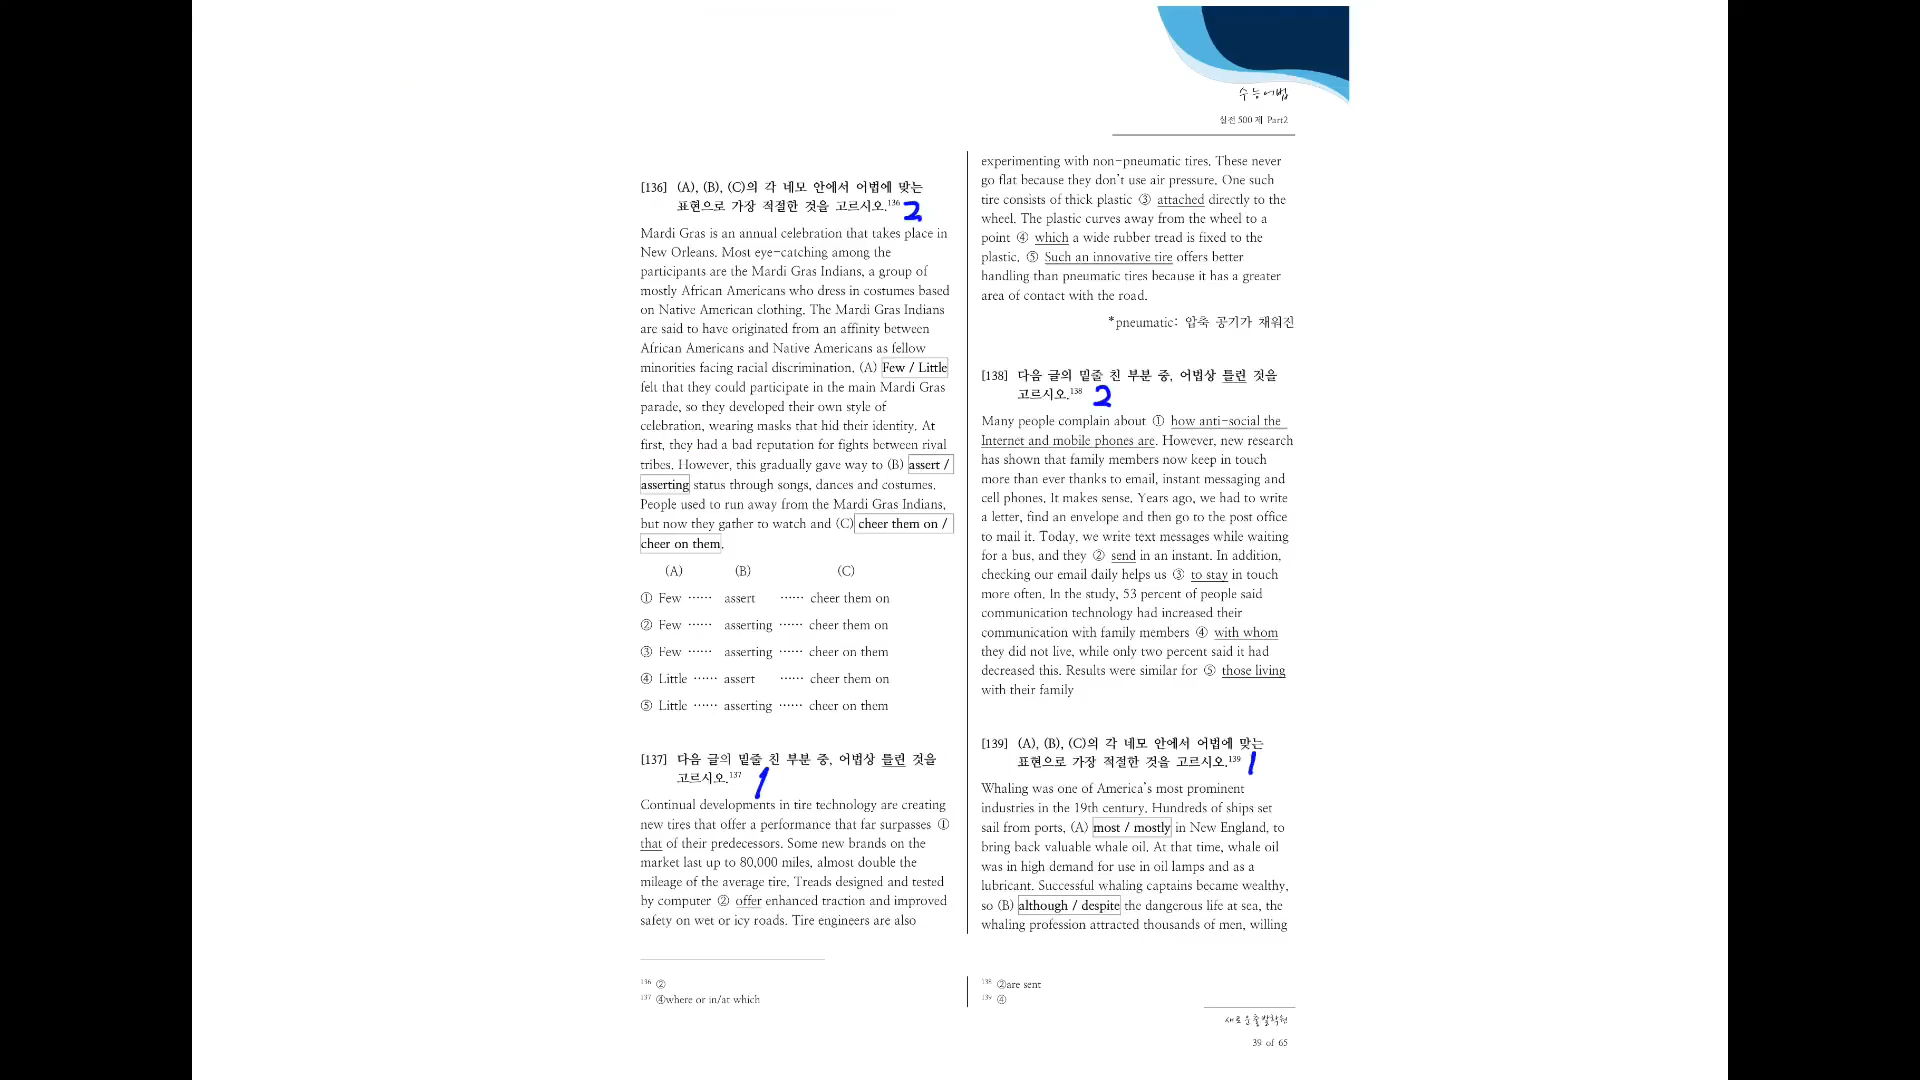 수능어법
실전 500 제 Part2
[136] (A), (B), (C)의 각 네모 안에서 어법에 맞는
표현으로 가장 적절한 것을 고르시오.136 2
Mardi Gras is an annual celebration that takes place in
New Orleans. Most eye-catching among the
participants are the Mardi Gras Indians, a group of
mostly African Americans who dress in costumes based
on Native American clothing. The Mardi Gras Indians
are said to have originated from an affinity between
African Americans and Native Americans as fellow
minorities facing racial discrimination. (A) Few / Little
felt that they could participate in the main Mardi Gras
parade, so they developed their own style of
celebration, wearing masks that hid their identity. At
first, they had a bad reputation for fights between rival
tribes. However, this gradually gave way to (B) assert /
asserting status through songs, dances and costumes.
People used to run away from the Mardi Gras Indians,
but now they gather to watch and (C) cheer them on /
cheer on them.
(A) (B) (C)
① Few …… assert …… cheer them on
② Few …… asserting …… cheer them on
③ Few …… asserting …… cheer on them
④ Little …… assert …… cheer them on
⑤ Little …… asserting …… cheer on them
[137] 다음 글의 밑줄 친 부분 중, 어법상 틀린 것을
고르시오.137 1
Continual developments in tire technology are creating
new tires that offer a performance that far surpasses ①
that of their predecessors. Some new brands on the
market last up to 80,000 miles, almost double the
mileage of the average tire. Treads designed and tested
by computer ② offer enhanced traction and improved
safety on wet or icy roads. Tire engineers are also
136 ②
137 ④where or in/at which
experimenting with non-pneumatic tires. These never
go flat because they don't use air pressure. One such
tire consists of thick plastic ③ attached directly to the
wheel. The plastic curves away from the wheel to a
point ④ which a wide rubber tread is fixed to the
plastic. ⑤ Such an innovative tire offers better
handling than pneumatic tires because it has a greater
area of contact with the road.
*pneumatic: 압축 공기가 채워진
[138] 다음 글의 밑줄 친 부분 중, 어법상 틀린 것을
고르시오.138 2
Many people complain about ① how anti-social the
Internet and mobile phones are. However, new research
has shown that family members now keep in touch
more than ever thanks to email, instant messaging and
cell phones. It makes sense. Years ago, we had to write
a letter, find an envelope and then go to the post office
to mail it. Today, we write text messages while waiting
for a bus, and they ② send in an instant. In addition,
checking our email daily helps us ③ to stay in touch
more often. In the study, 53 percent of people said
communication technology had increased their
communication with family members ④ with whom
they did not live, while only two percent said it had
decreased this. Results were similar for ⑤ those living
with their family
[139] (A), (B), (C)의 각 네모 안에서 어법에 맞는
표현으로 가장 적절한 것을 고르시오.139 1
Whaling was one of America's most prominent
industries in the 19th century. Hundreds of ships set
sail from ports, (A) most / mostly in New England, to
bring back valuable whale oil. At that time, whale oil
was in high demand for use in oil lamps and as a
lubricant. Successful whaling captains became wealthy,
so (B) although / despite the dangerous life at sea, the
whaling profession attracted thousands of men, willing
138 ②are sent
139 ④
새로운출발학원
39 of 65